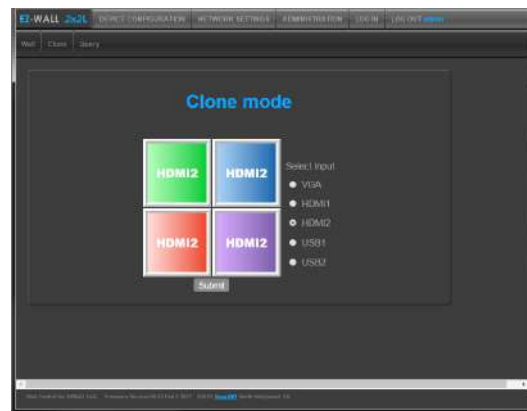 EZ-WALL 2x2L DEVICE CONFIGURATION NETWORK SETTINGS ADMINISTRATION LOG IN LOG OUT admin
Wall Clone Query
Clone mode
HDMI2 HDMI2
HDMI2 HDMI2
Select Input
VGA
HDMI1
HDMI2
USB1
USB2
Submit